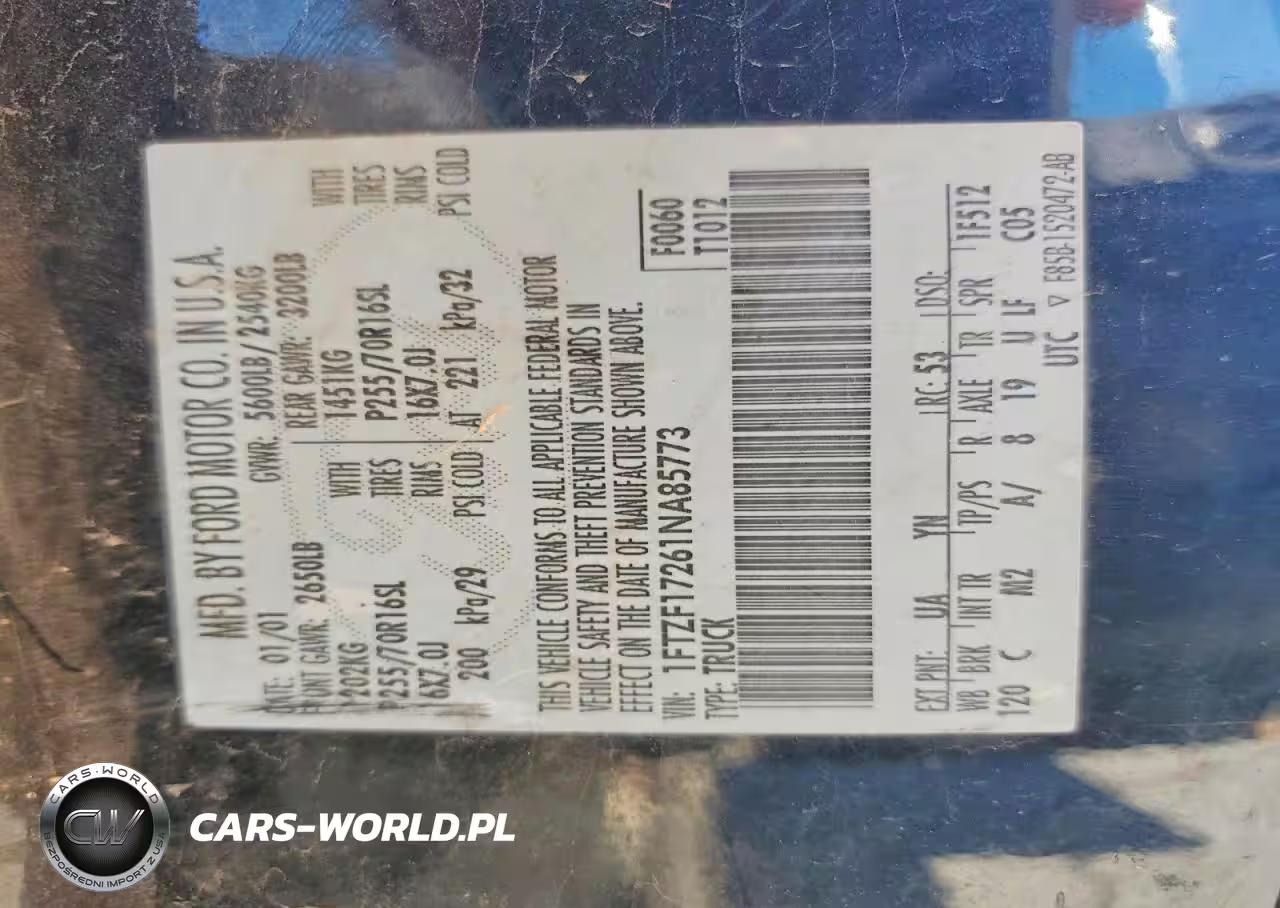 MFD. BY FORD MOTOR CO. IN U.S.A.
DATE: 01/01 GVWR: 5600LB/ 2540KG
FRONT GAWR: 2650LB REAR GAWR: 3200LB
1202KG WITH 1451KG WITH
P255/70R16SL TIRES P255/70R16SL TIRES
16X7.0J RIMS 16X7.0J RIMS
AT 200 kPa/29 PSI COLD AT 221 kPa/32 PSI COLD
THIS VEHICLE CONFORMS TO ALL APPLICABLE FEDERAL MOTOR
VEHICLE SAFETY AND THEFT PREVENTION STANDARDS IN
EFFECT ON THE DATE OF MANUFACTURE SHOWN ABOVE.
VIN: 1FTZF17261NA85773 F0060
TYPE: TRUCK T1012
EXT PNT: UA YN RC: 53 DSO:
WB BRK INT TR TP/PS R AXLE TR SPR 1F512
120 C M2 A/ 8 19 U LF C05
UTC ▽ F85B-1520472-AB
CARS-WORLD
CW
BEZPOŚREDNI IMPORT Z USA
CARS-WORLD.PL